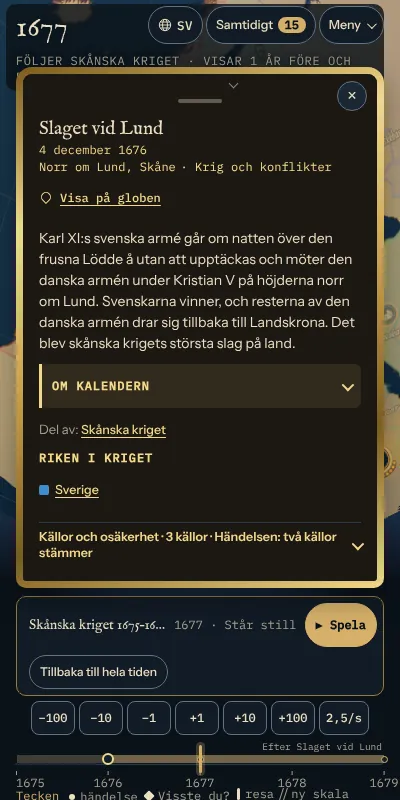 1677
SV
Samtidigt 15
Meny
FÖLJER SKÅNSKA KRIGET · VISAR 1 ÅR FÖRE OCH
×
Slaget vid Lund
4 december 1676
Norr om Lund, Skåne · Krig och konflikter
Visa på globen
Karl XI:s svenska armé går om natten över den
frusna Lödde å utan att upptäckas och möter den
danska armén under Kristian V på höjderna norr
om Lund. Svenskarna vinner, och resterna av den
danska armén drar sig tillbaka till Landskrona. Det
blev skånska krigets största slag på land.
OM KALENDERN
Del av: Skånska kriget
RIKEN I KRIGET
Sverige
Källor och osäkerhet · 3 källor · Händelsen: två källor
stämmer
Skånska kriget 1675-16… 1677 · Står still
▶ Spela
Tillbaka till hela tiden
−100 −10 −1 +1 +10 +100 2,5/s
Efter Slaget vid Lund
1675 1676 1677 1678 1679
Tecken händelse Visste du? resa // ny skala